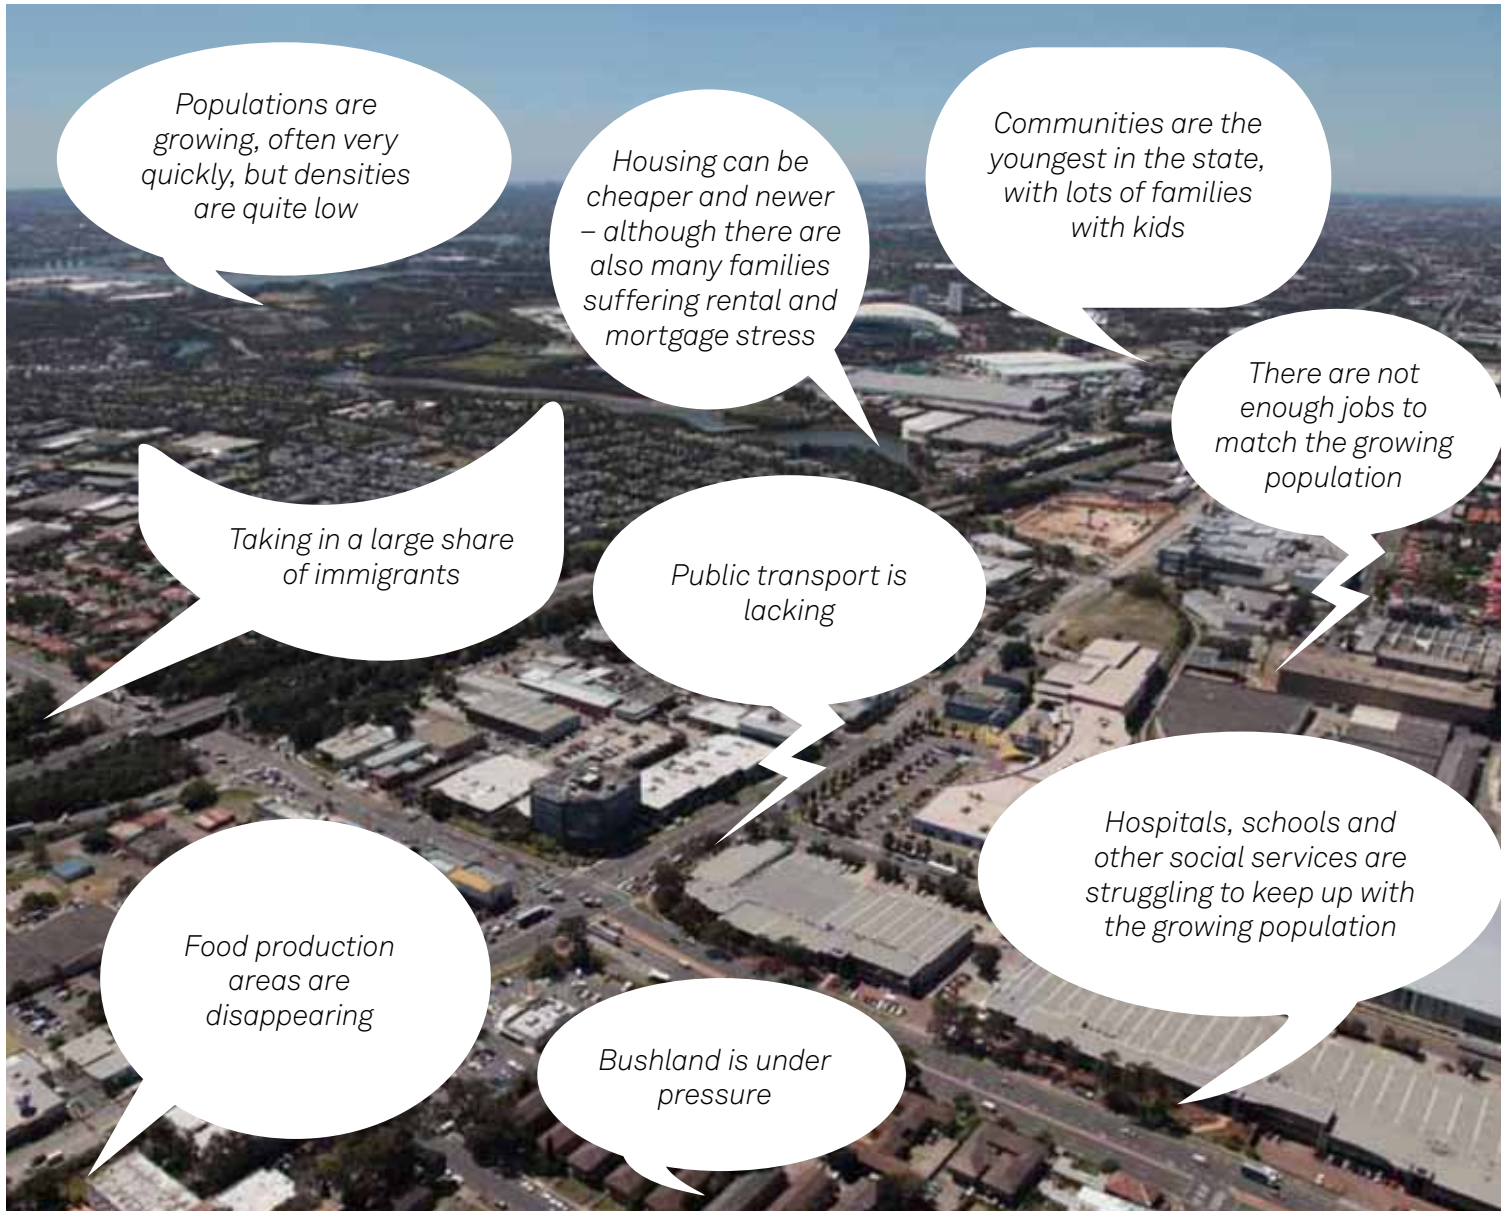 Populations are
growing, often very
quickly, but densities
are quite low
Housing can be
cheaper and newer
– although there are
also many families
suffering rental and
mortgage stress
Communities are the
youngest in the state,
with lots of families
with kids
There are not
enough jobs to
match the growing
population
Taking in a large share
of immigrants
Public transport is
lacking
Hospitals, schools and
other social services are
struggling to keep up with
the growing population
Food production
areas are
disappearing
Bushland is under
pressure